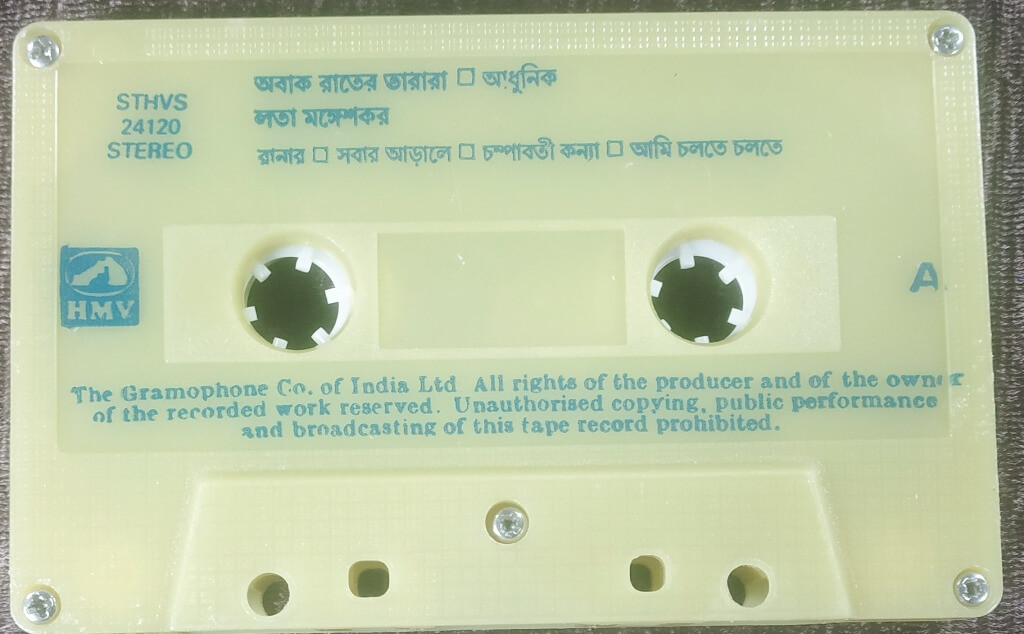 STHVS
24120
STEREO
অবাক রাতের তারারা □ আধুনিক
লতা মঙ্গেশকর
রানার □ সবার আড়ালে □ চম্পাবতী কন্যা □ আমি চলতে চলতে
HMV
A
The Gramophone Co. of India Ltd All rights of the producer and of the owner
of the recorded work reserved. Unauthorised copying, public performance
and broadcasting of this tape record prohibited.